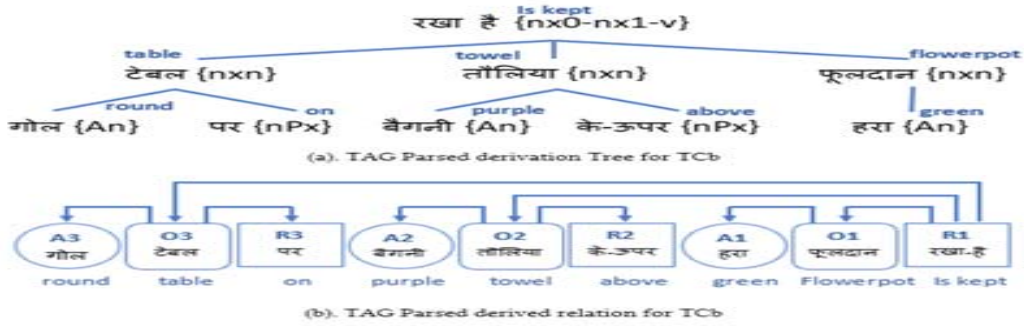 Is kept
रखा है {nx0-nx1-v}
table towel flowerpot
टेबल {nxn} तौलिया {nxn} फूलदान {nxn}
round on purple above green
गोल {An} पर {nPx} बैगनी {An} के-ऊपर {nPx} हरा {An}
(a). TAG Parsed derivation Tree for TCb
A3 O3 R3 A2 O2 R2 A1 O1 R1
गोल टेबल पर बैगनी तौलिया के-ऊपर हरा फूलदान रखा-है
round table on purple towel above green Flowerpot Is kept
(b). TAG Parsed derived relation for TCb